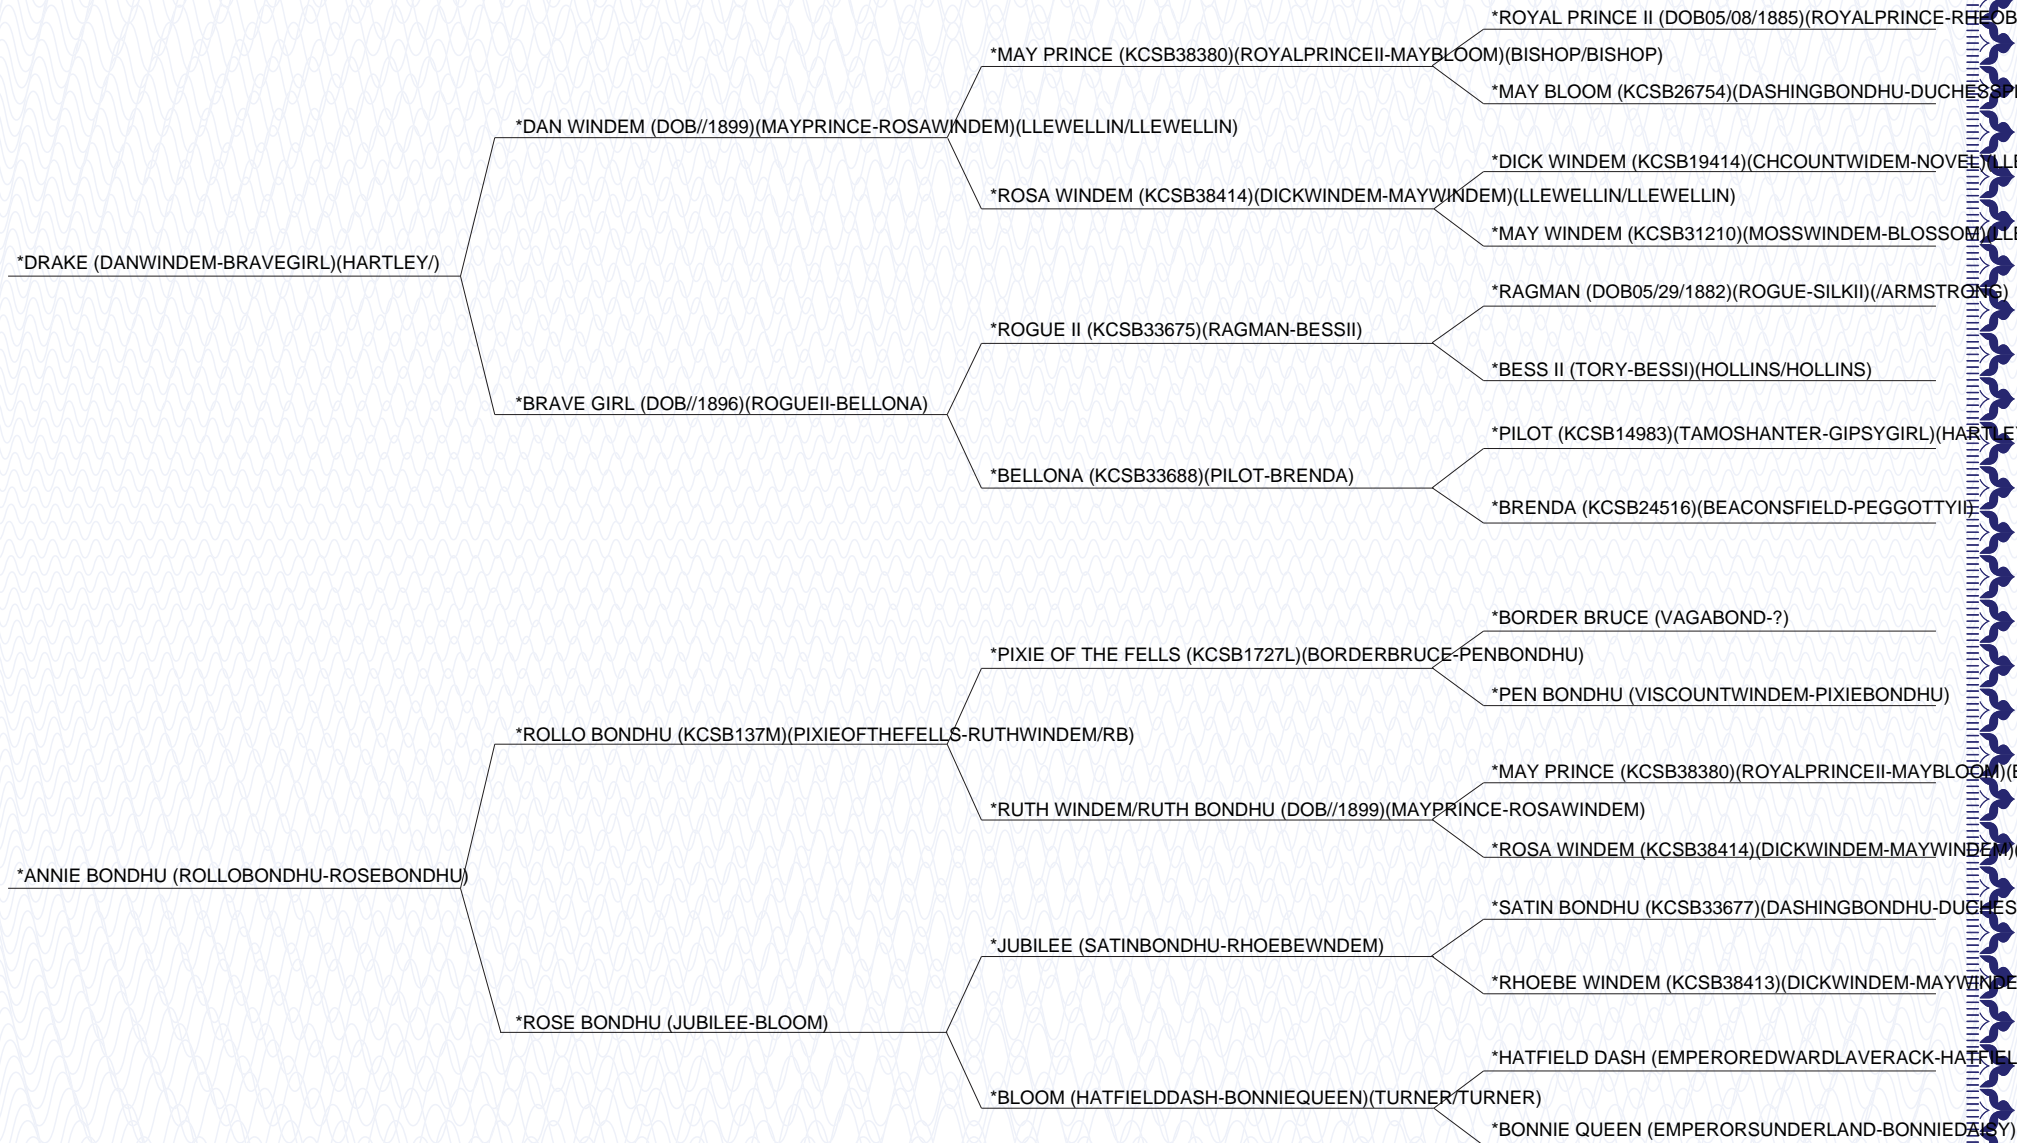 *ROYAL PRINCE II (DOB05/08/1885)(ROYALPRINCE-RHEOB
*MAY PRINCE (KCSB38380)(ROYALPRINCEII-MAYBLOOM)(BISHOP/BISHOP)
*MAY BLOOM (KCSB26754)(DASHINGBONDHU-DUCHESSP
*DAN WINDEM (DOB//1899)(MAYPRINCE-ROSAWINDEM)(LLEWELLIN/LLEWELLIN)
*DICK WINDEM (KCSB19414)(CHCOUNTWIDEM-NOVEL)(LLE
*ROSA WINDEM (KCSB38414)(DICKWINDEM-MAYWINDEM)(LLEWELLIN/LLEWELLIN)
*MAY WINDEM (KCSB31210)(MOSSWINDEM-BLOSSOM)(LLE
*DRAKE (DANWINDEM-BRAVEGIRL)(HARTLEY/)
*RAGMAN (DOB05/29/1882)(ROGUE-SILKII)(/ARMSTRONG)
*ROGUE II (KCSB33675)(RAGMAN-BESSII)
*BESS II (TORY-BESSI)(HOLLINS/HOLLINS)
*BRAVE GIRL (DOB//1896)(ROGUEII-BELLONA)
*PILOT (KCSB14983)(TAMOSHANTER-GIPSYGIRL)(HARTLEY
*BELLONA (KCSB33688)(PILOT-BRENDA)
*BRENDA (KCSB24516)(BEACONSFIELD-PEGGOTTYII)
*BORDER BRUCE (VAGABOND-?)
*PIXIE OF THE FELLS (KCSB1727L)(BORDERBRUCE-PENBONDHU)
*PEN BONDHU (VISCOUNTWINDEM-PIXIEBONDHU)
*ROLLO BONDHU (KCSB137M)(PIXIEOFTHEFELLS-RUTHWINDEM/RB)
*MAY PRINCE (KCSB38380)(ROYALPRINCEII-MAYBLOOM)(B
*RUTH WINDEM/RUTH BONDHU (DOB//1899)(MAYPRINCE-ROSAWINDEM)
*ROSA WINDEM (KCSB38414)(DICKWINDEM-MAYWINDEM)(
*ANNIE BONDHU (ROLLOBONDHU-ROSEBONDHU)
*SATIN BONDHU (KCSB33677)(DASHINGBONDHU-DUCHES
*JUBILEE (SATINBONDHU-RHOEBEWNDEM)
*RHOEBE WINDEM (KCSB38413)(DICKWINDEM-MAYWINDE
*ROSE BONDHU (JUBILEE-BLOOM)
*HATFIELD DASH (EMPEROREDWARDLAVERACK-HATFIEL
*BLOOM (HATFIELDDASH-BONNIEQUEEN)(TURNER/TURNER)
*BONNIE QUEEN (EMPERORSUNDERLAND-BONNIEDAISY)